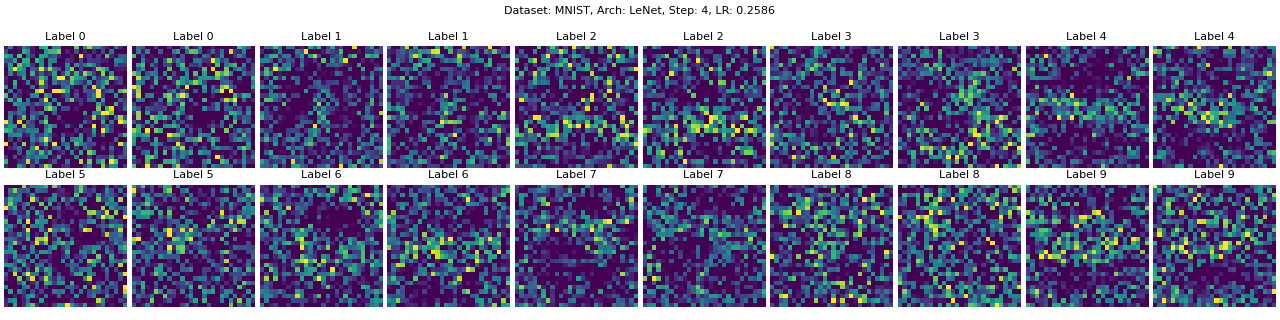 Dataset: MNIST, Arch: LeNet, Step: 4, LR: 0.2586
Label 0 Label 0 Label 1 Label 1 Label 2 Label 2 Label 3 Label 3 Label 4 Label 4
Label 5 Label 5 Label 6 Label 6 Label 7 Label 7 Label 8 Label 8 Label 9 Label 9